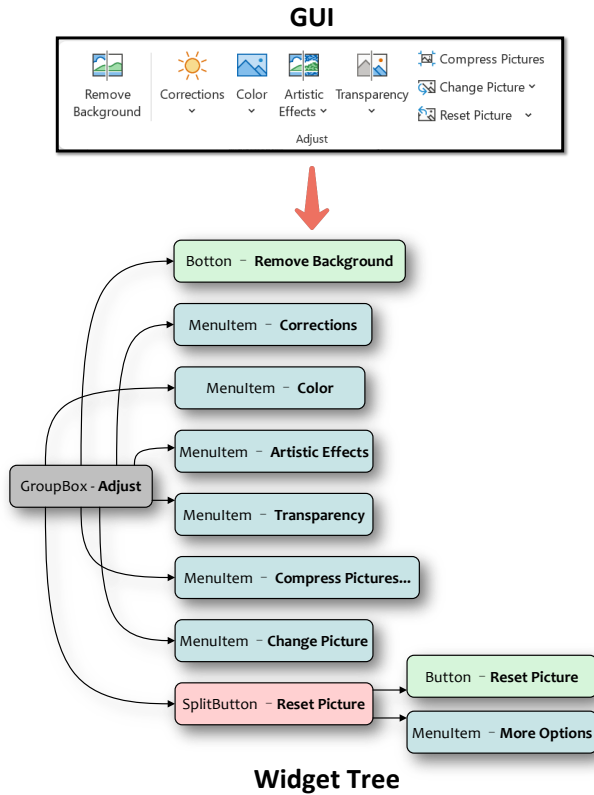 GUI
Remove
Background
Corrections
Color
Artistic
Effects
Transparency
Compress Pictures
Change Picture
Reset Picture
Adjust
Botton - Remove Background
MenuItem - Corrections
MenuItem - Color
MenuItem - Artistic Effects
GroupBox - Adjust
MenuItem - Transparency
MenuItem - Compress Pictures...
MenuItem - Change Picture
SplitButton - Reset Picture
Button - Reset Picture
MenuItem - More Options
Widget Tree